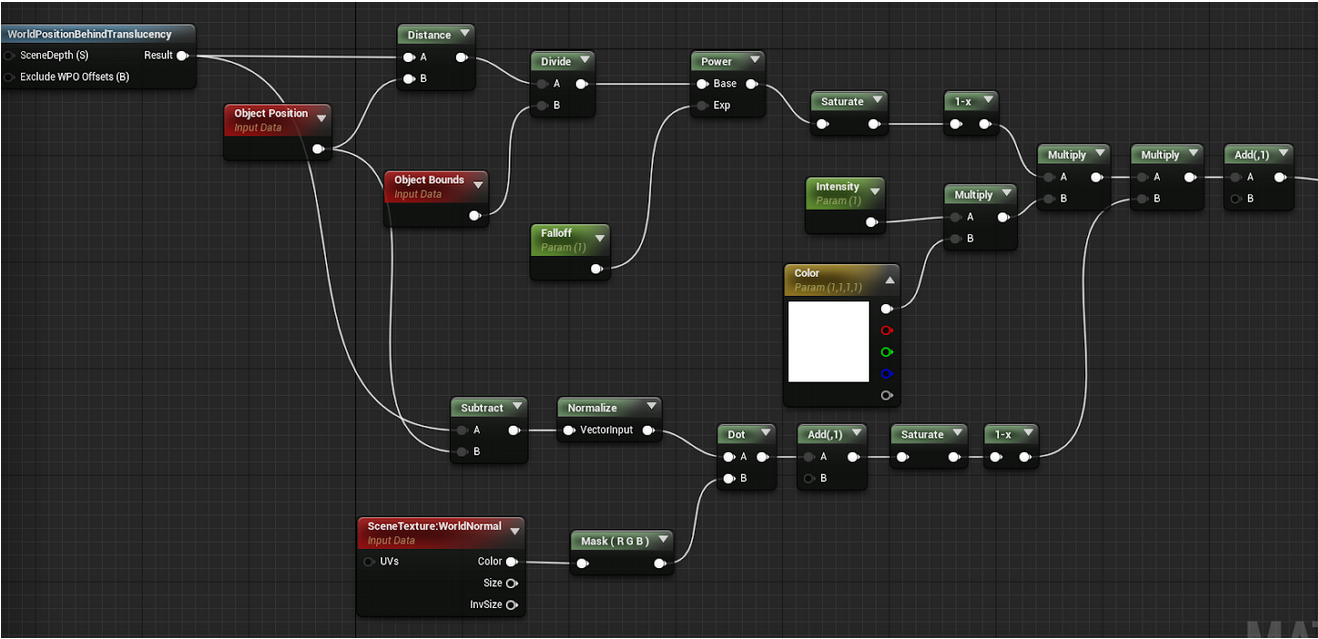 WorldPositionBehindTranslucency
SceneDepth (S) Result
Exclude WPO Offsets (B)
Object Position
Input Data
Distance
A
B
Object Bounds
Input Data
Divide
A
B
Falloff
Param (1)
Power
Base
Exp
Saturate
1-x
Intensity
Param (1)
Multiply
A
B
Color
Param (1,1,1,1)
Multiply
A
B
Multiply
A
B
Add(,1)
A
B
Subtract
A
B
Normalize
VectorInput
SceneTexture:WorldNormal
Input Data
UVs Color
Size
InvSize
Mask ( R G B )
Dot
A
B
Add(,1)
A
B
Saturate
1-x